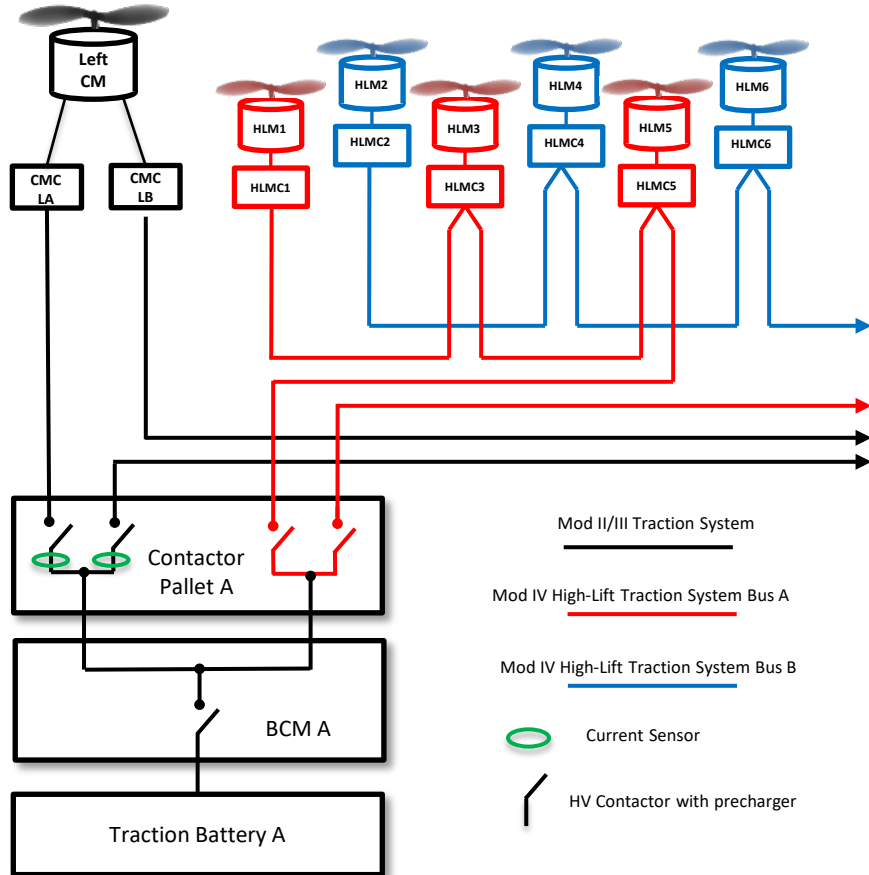 Left
CM
HLM1
HLM2
HLM3
HLM4
HLM5
HLM6
CMC
LA
CMC
LB
HLMC1
HLMC2
HLMC3
HLMC4
HLMC5
HLMC6
Contactor
Pallet A
BCM A
Traction Battery A
Mod II/III Traction System
Mod IV High-Lift Traction System Bus A
Mod IV High-Lift Traction System Bus B
Current Sensor
HV Contactor with precharger